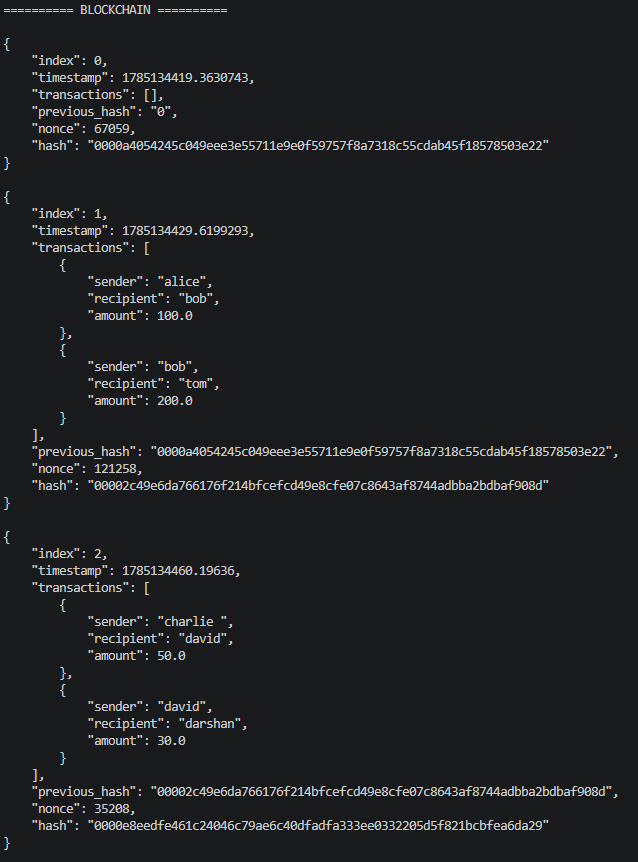 ========== BLOCKCHAIN ==========
{
    "index": 0,
    "timestamp": 1785134419.3630743,
    "transactions": [],
    "previous_hash": "0",
    "nonce": 67059,
    "hash": "0000a4054245c049eee3e55711e9e0f59757f8a7318c55cdab45f18578503e22"
}
{
    "index": 1,
    "timestamp": 1785134429.6199293,
    "transactions": [
        {
            "sender": "alice",
            "recipient": "bob",
            "amount": 100.0
        },
        {
            "sender": "bob",
            "recipient": "tom",
            "amount": 200.0
        }
    ],
    "previous_hash": "0000a4054245c049eee3e55711e9e0f59757f8a7318c55cdab45f18578503e22",
    "nonce": 121258,
    "hash": "00002c49e6da766176f214bfcefcd49e8cfe07c8643af8744adbba2bdbaf908d"
}
{
    "index": 2,
    "timestamp": 1785134460.19636,
    "transactions": [
        {
            "sender": "charlie ",
            "recipient": "david",
            "amount": 50.0
        },
        {
            "sender": "david",
            "recipient": "darshan",
            "amount": 30.0
        }
    ],
    "previous_hash": "00002c49e6da766176f214bfcefcd49e8cfe07c8643af8744adbba2bdbaf908d",
    "nonce": 35208,
    "hash": "0000e8eedfe461c24046c79ae6c40dfadfa333ee0332205d5f821bcbfea6da29"
}